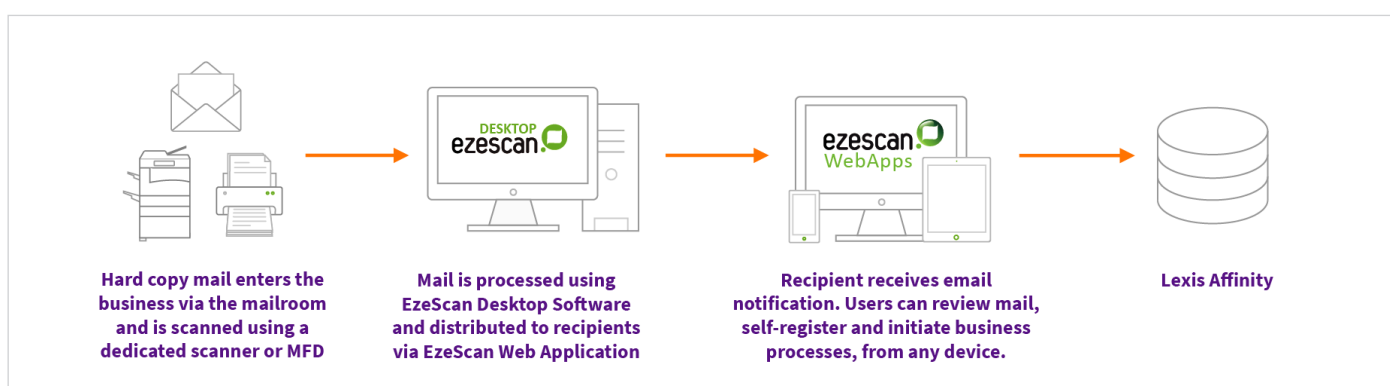 DESKTOP
ezescan
ezescan
WebApps
Hard copy mail enters the
business via the mailroom
and is scanned using a
dedicated scanner or MFD
Mail is processed using
EzeScan Desktop Software
and distributed to recipients
via EzeScan Web Application
Recipient receives email
notification. Users can review mail,
self-register and initiate business
processes, from any device.
Lexis Affinity